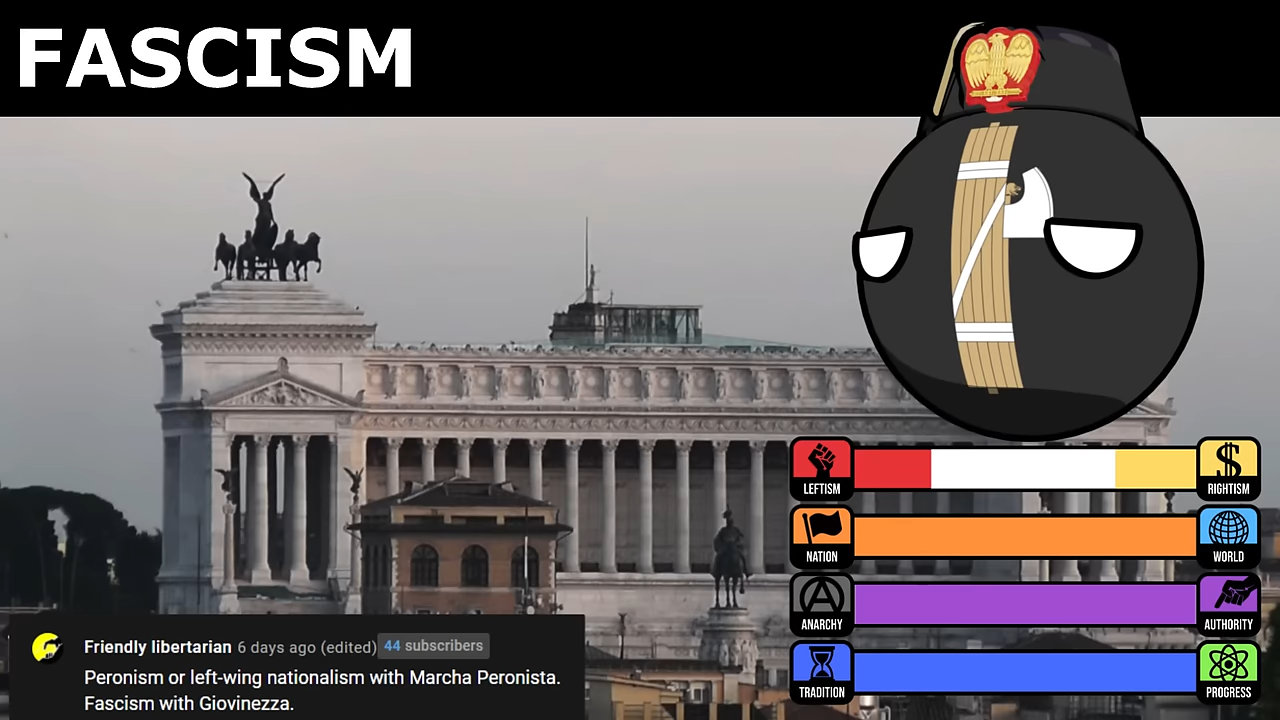 FASCISM
LEFTISM
RIGHTISM
NATION
WORLD
ANARCHY
AUTHORITY
TRADITION
PROGRESS
Friendly libertarian 6 days ago (edited) 44 subscribers
Peronism or left-wing nationalism with Marcha Peronista.
Fascism with Giovinezza.